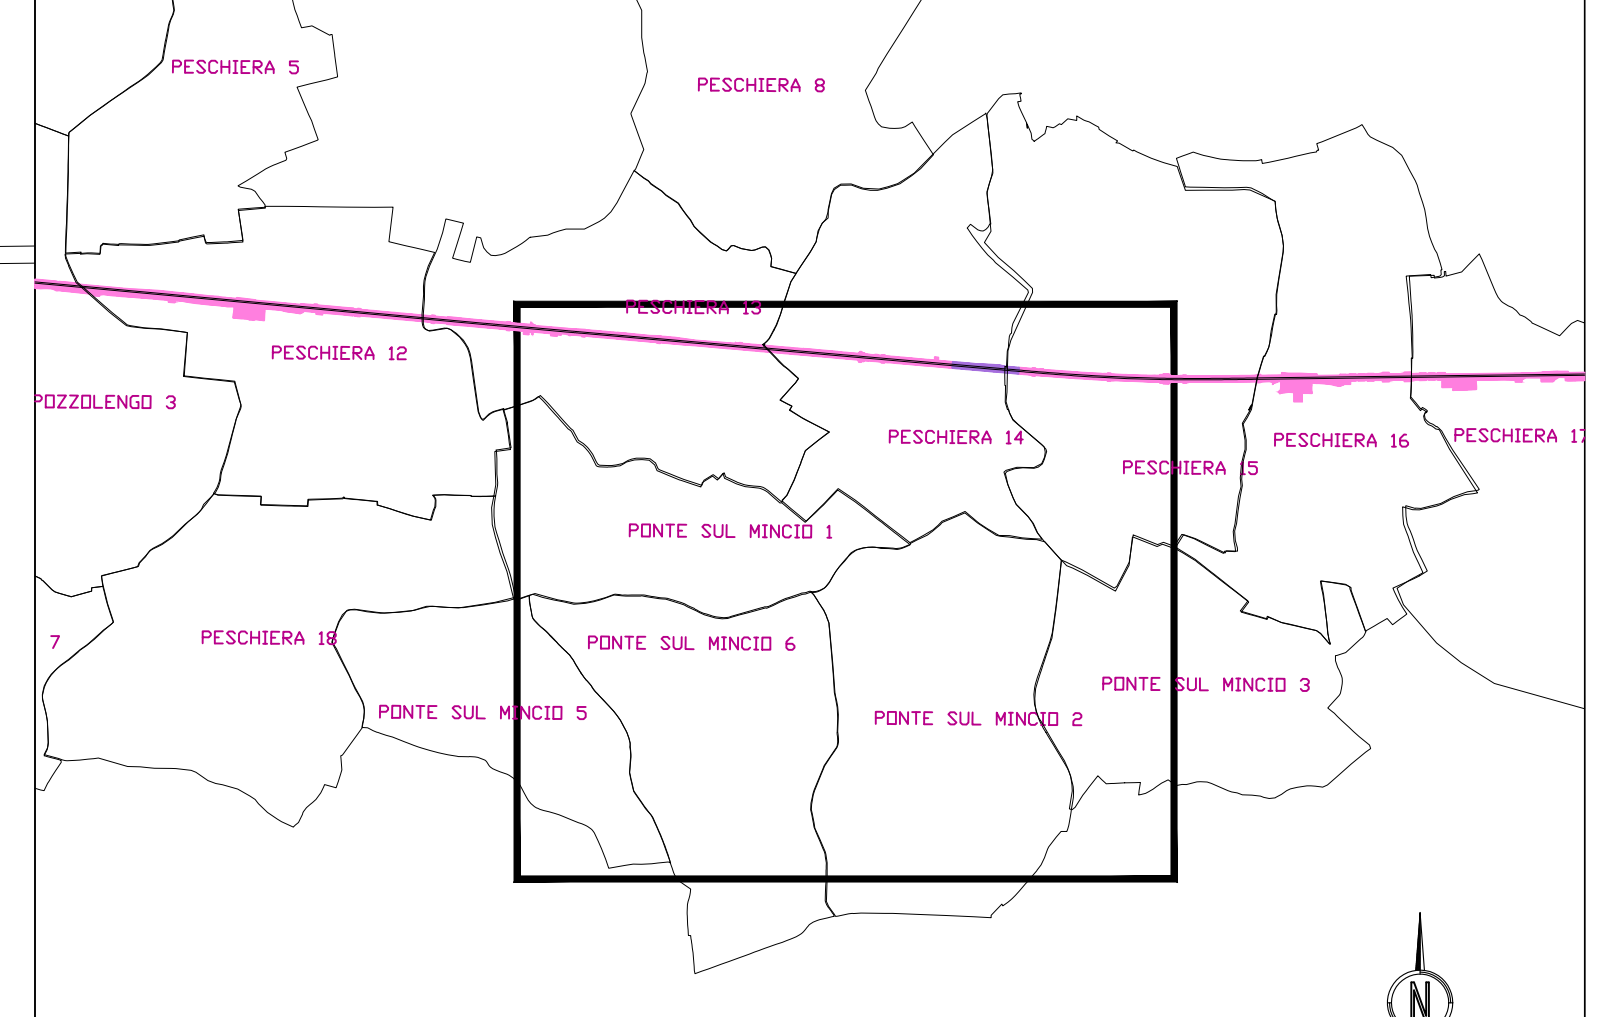 PESCHIERA 5
PESCHIERA 8
PESCHIERA 13
PESCHIERA 12
POZZOLENGO 3
PESCHIERA 14
PESCHIERA 16
PESCHIERA 17
PESCHIERA 15
PONTE SUL MINCIO 1
7
PESCHIERA 18
PONTE SUL MINCIO 6
PONTE SUL MINCIO 3
PONTE SUL MINCIO 5
PONTE SUL MINCIO 2
N